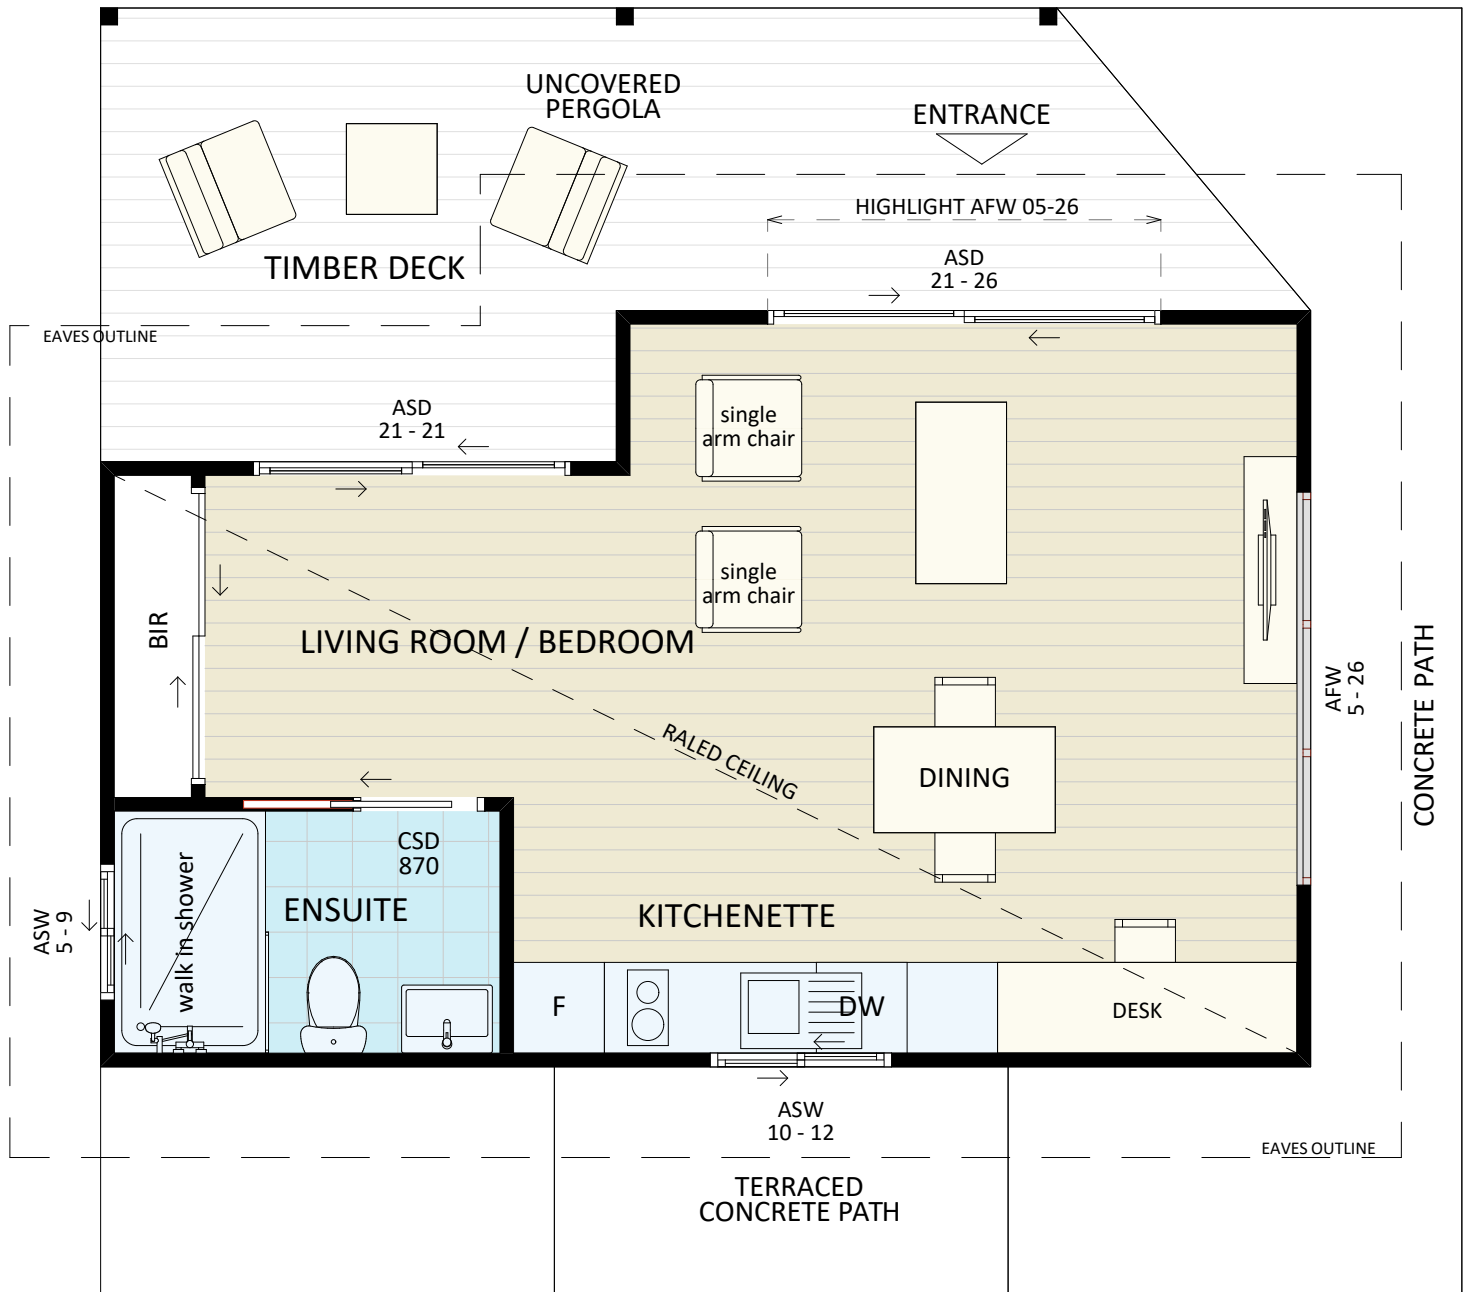 UNCOVERED
PERGOLA
ENTRANCE
HIGHLIGHT AFW 05-26
TIMBER DECK
ASD
21 - 26
EAVES OUTLINE
ASD
21 - 21
single
arm chair
single
arm chair
BIR
LIVING ROOM / BEDROOM
AFW
5 - 26
CONCRETE PATH
RALED CEILING
DINING
CSD
870
ENSUITE
walk in shower
ASW
5 - 9
KITCHENETTE
F
DW
DESK
ASW
10 - 12
EAVES OUTLINE
TERRACED
CONCRETE PATH